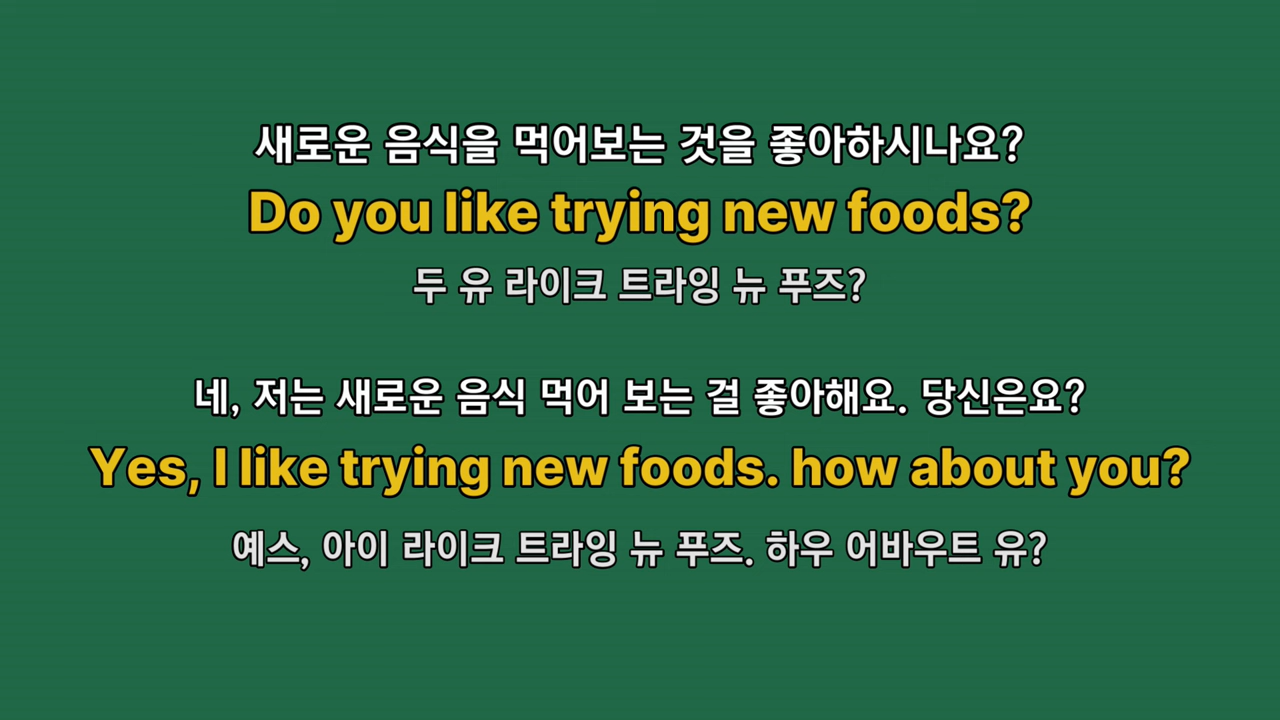 새로운 음식을 먹어보는 것을 좋아하시나요?
Do you like trying new foods?
두 유 라이크 트라잉 뉴 푸즈?
네, 저는 새로운 음식 먹어 보는 걸 좋아해요. 당신은요?
Yes, I like trying new foods. how about you?
예스, 아이 라이크 트라잉 뉴 푸즈. 하우 어바우트 유?